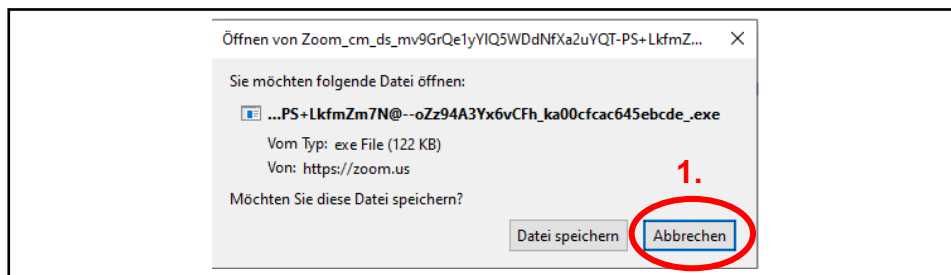 Öffnen von Zoom_cm_ds_mv9GrQe1yYlQ5WDdNfXa2uYQT-PS+LkfmZ...
Sie möchten folgende Datei öffnen:
...PS+LkfmZm7N@--oZz94A3Yx6vCFh_ka00cfcac645ebcde_.exe
Vom Typ: exe File (122 KB)
Von: https://zoom.us
1.
Möchten Sie diese Datei speichern?
Datei speichern Abbrechen